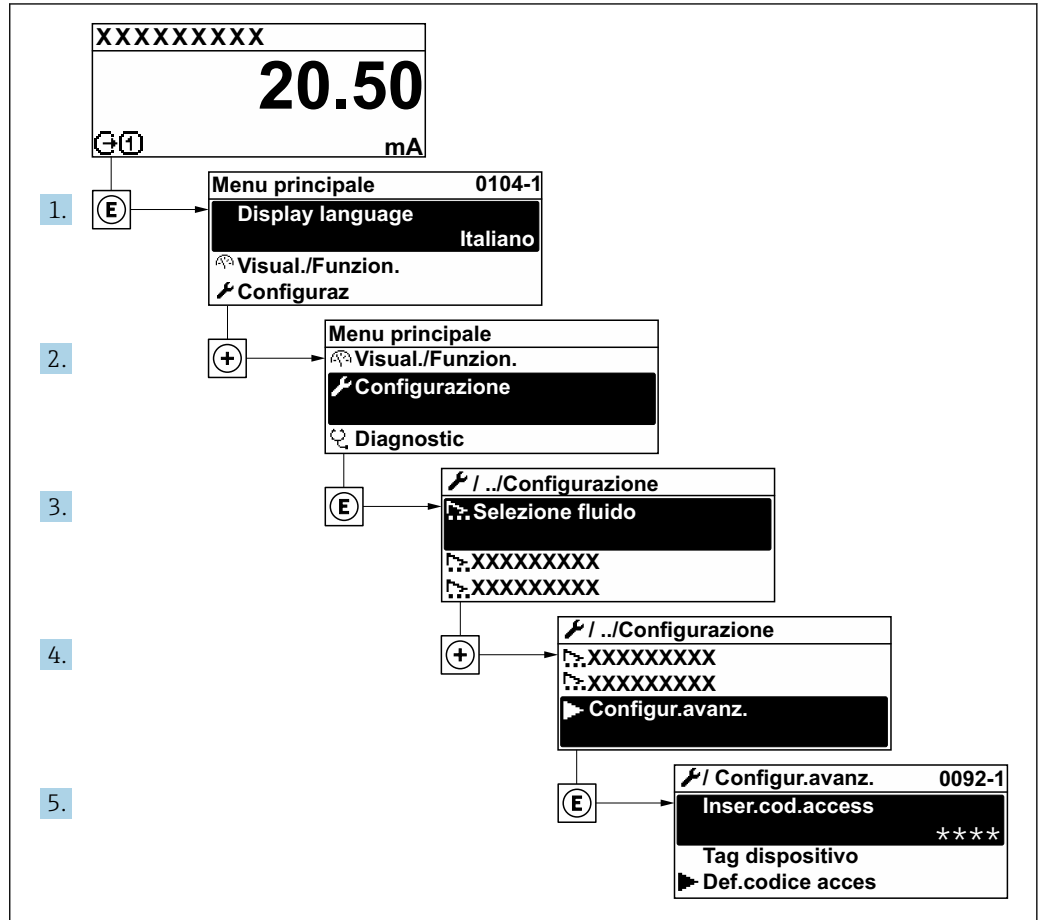 XXXXXXXXX
20.50
mA
1. E
Menu principale 0104-1
Display language
Italiano
Visual./Funzion.
Configuraz
2. +
Menu principale
Visual./Funzion.
Configurazione
Diagnostic
3. E
/ ../Configurazione
Selezione fluido
XXXXXXXXX
XXXXXXXXX
4. +
/ ../Configurazione
XXXXXXXXX
XXXXXXXXX
Configur.avanz.
5. E
/ Configur.avanz. 0092-1
Inser.cod.access
****
Tag dispositivo
Def.codice acces